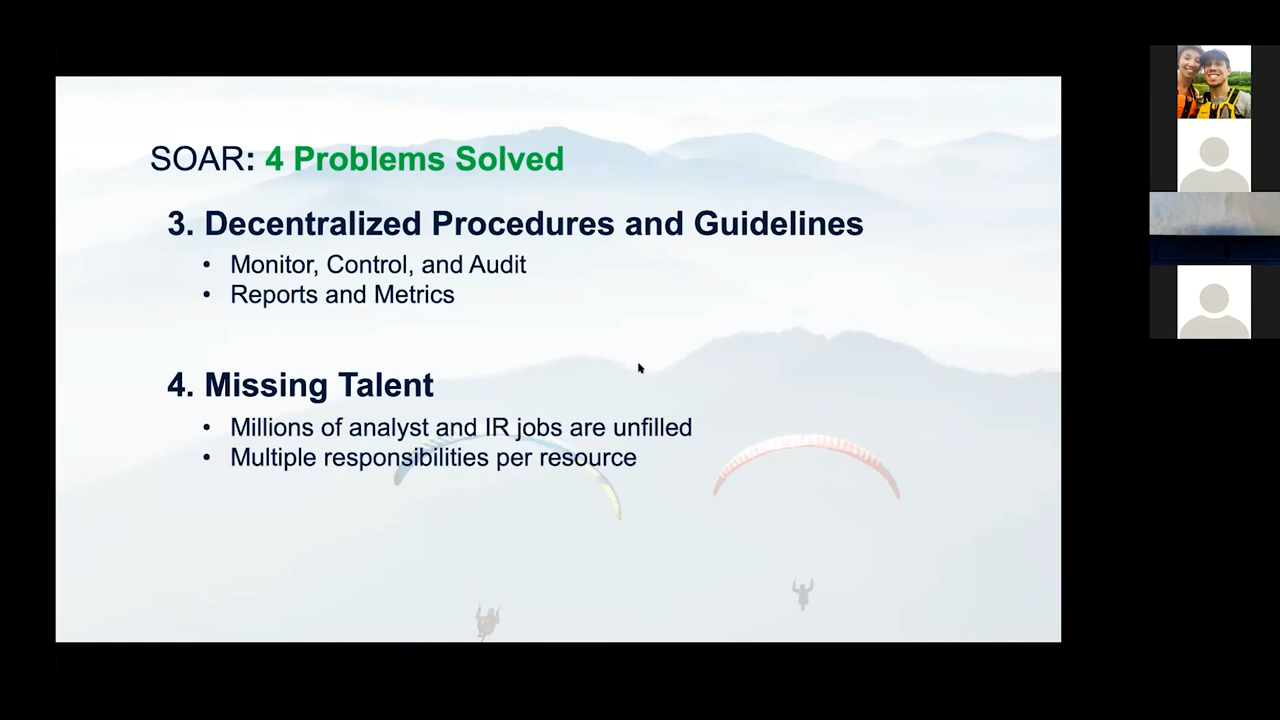 SOAR: 4 Problems Solved
3. Decentralized Procedures and Guidelines
• Monitor, Control, and Audit
• Reports and Metrics
4. Missing Talent
• Millions of analyst and IR jobs are unfilled
• Multiple responsibilities per resource